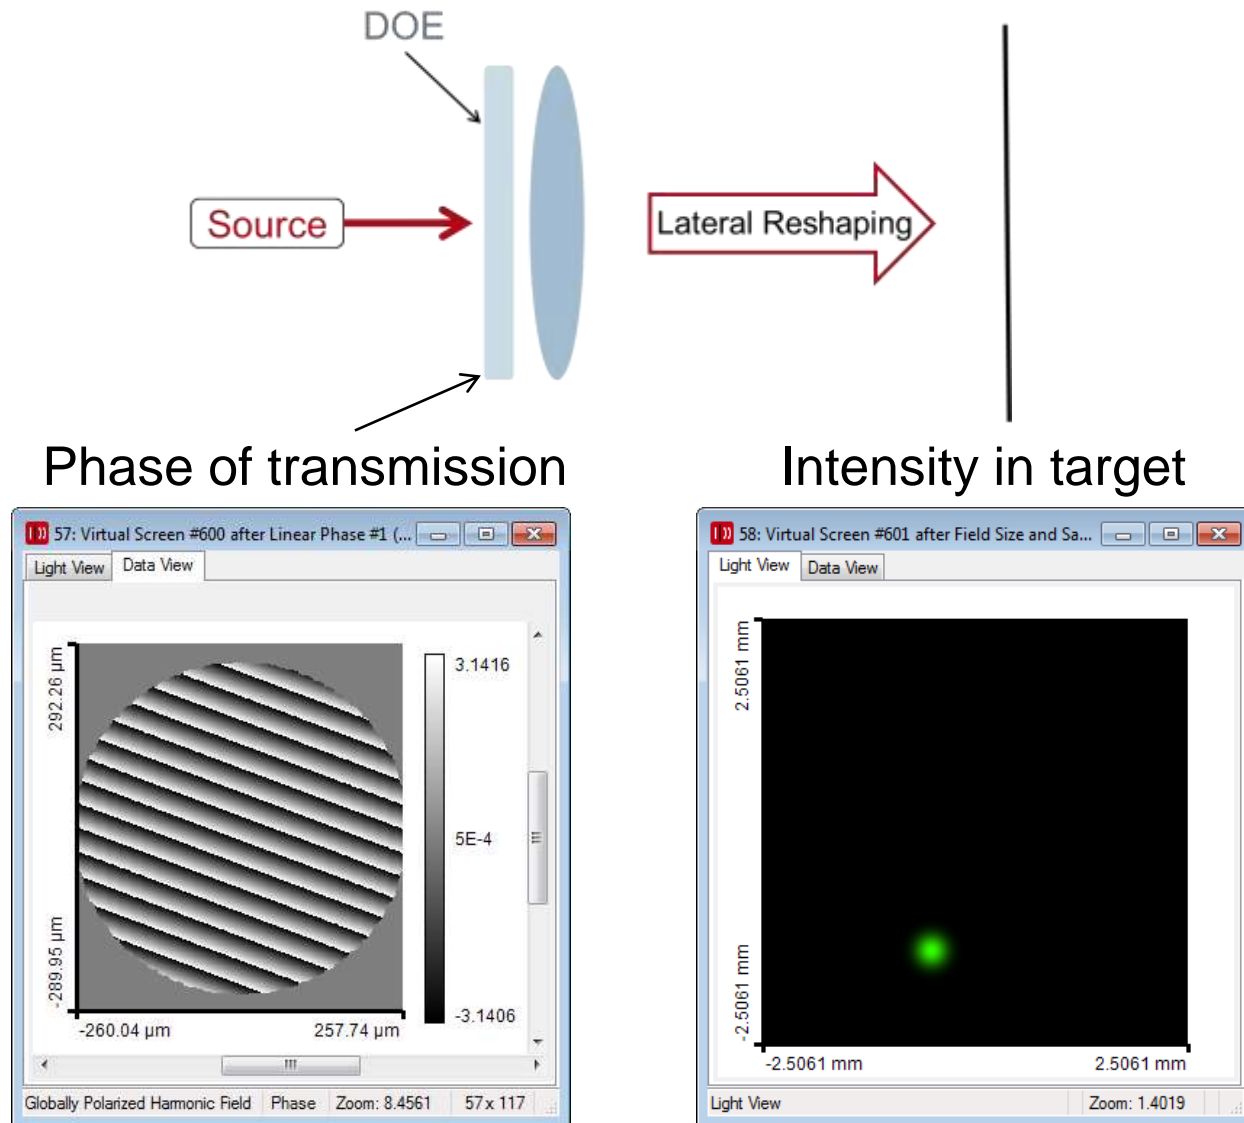 DOE
Source
Lateral Reshaping
Phase of transmission
Intensity in target
57: Virtual Screen #600 after Linear Phase #1 (...
Light View
Data View
292.26 µm
-289.95 µm
-260.04 µm
257.74 µm
3.1416
5E-4
-3.1406
Globally Polarized Harmonic Field
Phase
Zoom: 8.4561
57 x 117
58: Virtual Screen #601 after Field Size and Sa...
Light View
Data View
2.5061 mm
-2.5061 mm
-2.5061 mm
2.5061 mm
Light View
Zoom: 1.4019